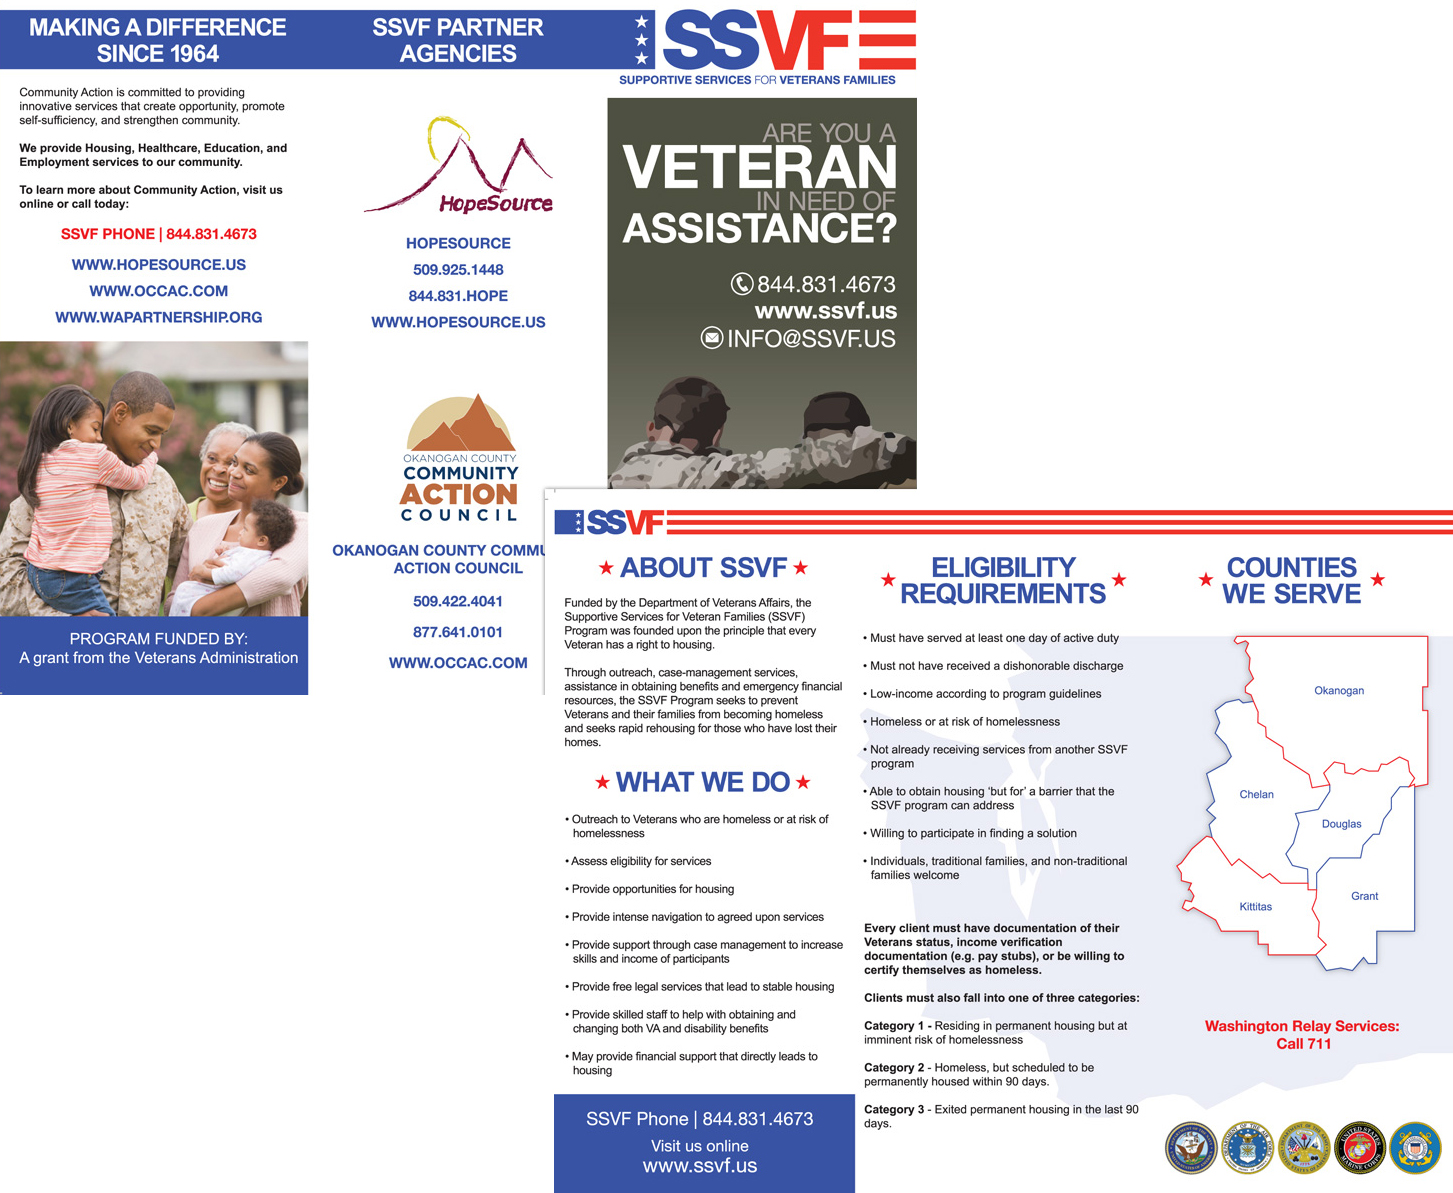 MAKING A DIFFERENCE
SINCE 1964
Community Action is committed to providing
innovative services that create opportunity, promote
self-sufficiency, and strengthen community.
We provide Housing, Healthcare, Education, and
Employment services to our community.
To learn more about Community Action, visit us
online or call today:
SSVF PHONE | 844.831.4673
WWW.HOPESOURCE.US
WWW.OCCAC.COM
WWW.WAPARTNERSHIP.ORG
PROGRAM FUNDED BY:
A grant from the Veterans Administration
SSVF PARTNER
AGENCIES
HopeSource
HOPESOURCE
509.925.1448
844.831.HOPE
WWW.HOPESOURCE.US
OKANOGAN COUNTY
COMMUNITY
ACTION
COUNCIL
OKANOGAN COUNTY COMMU
ACTION COUNCIL
509.422.4041
877.641.0101
WWW.OCCAC.COM
SSVF
SUPPORTIVE SERVICES FOR VETERANS FAMILIES
ARE YOU A
VETERAN
IN NEED OF
ASSISTANCE?
844.831.4673
www.ssvf.us
INFO@SSVF.US
SSVF
ABOUT SSVF
Funded by the Department of Veterans Affairs, the
Supportive Services for Veteran Families (SSVF)
Program was founded upon the principle that every
Veteran has a right to housing.
Through outreach, case-management services,
assistance in obtaining benefits and emergency financial
resources, the SSVF Program seeks to prevent
Veterans and their families from becoming homeless
and seeks rapid rehousing for those who have lost their
homes.
WHAT WE DO
• Outreach to Veterans who are homeless or at risk of
homelessness
• Assess eligibility for services
• Provide opportunities for housing
• Provide intense navigation to agreed upon services
• Provide support through case management to increase
skills and income of participants
• Provide free legal services that lead to stable housing
• Provide skilled staff to help with obtaining and
changing both VA and disability benefits
• May provide financial support that directly leads to
housing
SSVF Phone | 844.831.4673
Visit us online
www.ssvf.us
ELIGIBILITY
REQUIREMENTS
• Must have served at least one day of active duty
• Must not have received a dishonorable discharge
• Low-income according to program guidelines
• Homeless or at risk of homelessness
• Not already receiving services from another SSVF
program
• Able to obtain housing ‘but for’ a barrier that the
SSVF program can address
• Willing to participate in finding a solution
• Individuals, traditional families, and non-traditional
families welcome
Every client must have documentation of their
Veterans status, income verification
documentation (e.g. pay stubs), or be willing to
certify themselves as homeless.
Clients must also fall into one of three categories:
Category 1 - Residing in permanent housing but at
imminent risk of homelessness
Category 2 - Homeless, but scheduled to be
permanently housed within 90 days.
Category 3 - Exited permanent housing in the last 90
days.
COUNTIES
WE SERVE
Okanogan
Chelan
Douglas
Grant
Kittitas
Washington Relay Services:
Call 711